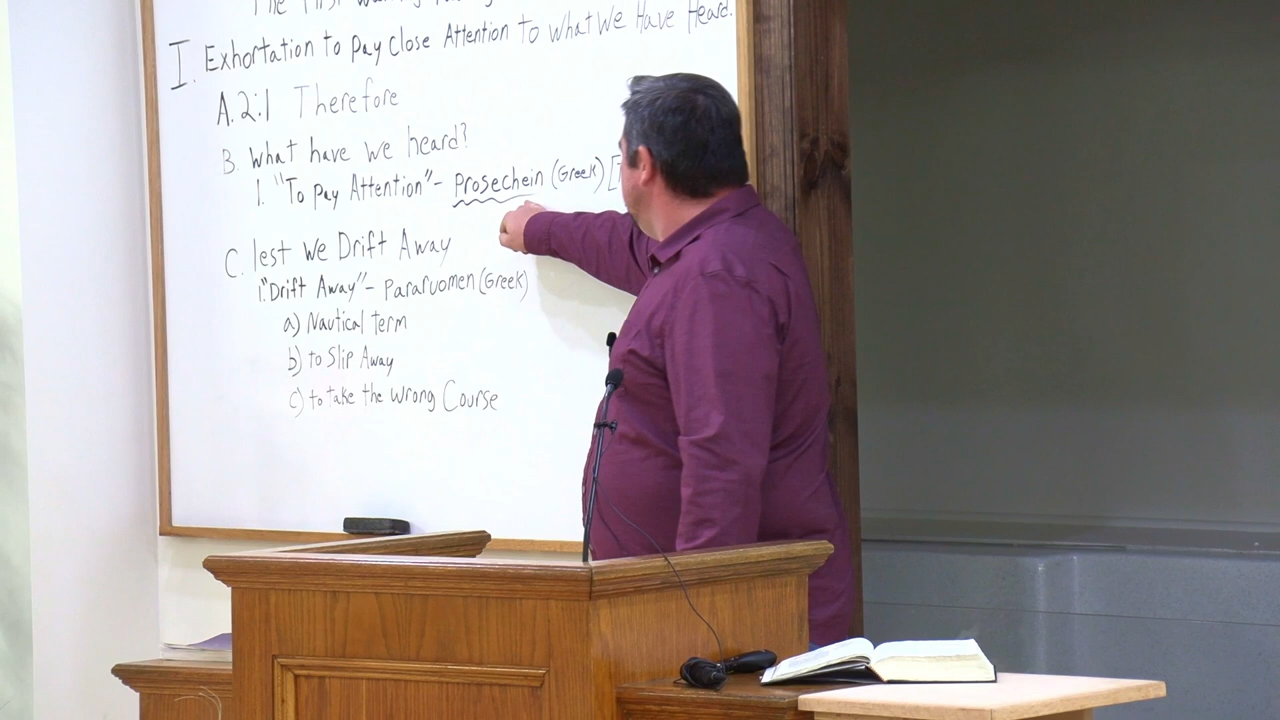 The First
I. Exhortation to Pay Close Attention To What We Have Heard.
A. 2:1 Therefore
B. What have we heard?
1. "To Pay Attention" - Prosechein (Greek) [
C. lest we Drift Away
1. "Drift Away" - pararuomen (Greek)
a) Nautical term
b) to Slip Away
c) to take the Wrong Course